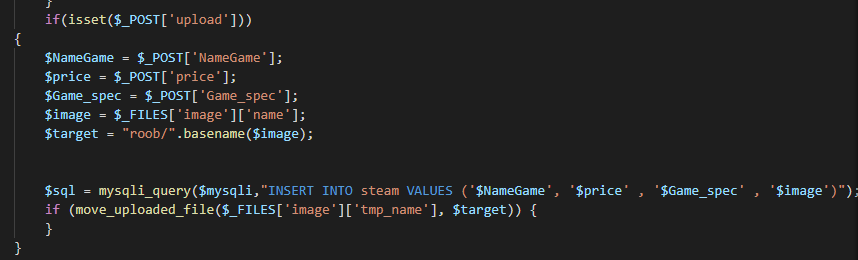 }
if(isset($_POST['upload']))
{
$NameGame = $_POST['NameGame'];
$price = $_POST['price'];
$Game_spec = $_POST['Game_spec'];
$image = $_FILES['image']['name'];
$target = "roob/".basename($image);
$sql = mysqli_query($mysqli,"INSERT INTO steam VALUES ('$NameGame', '$price' , '$Game_spec' , '$image')");
if (move_uploaded_file($_FILES['image']['tmp_name'], $target)) {
}
}